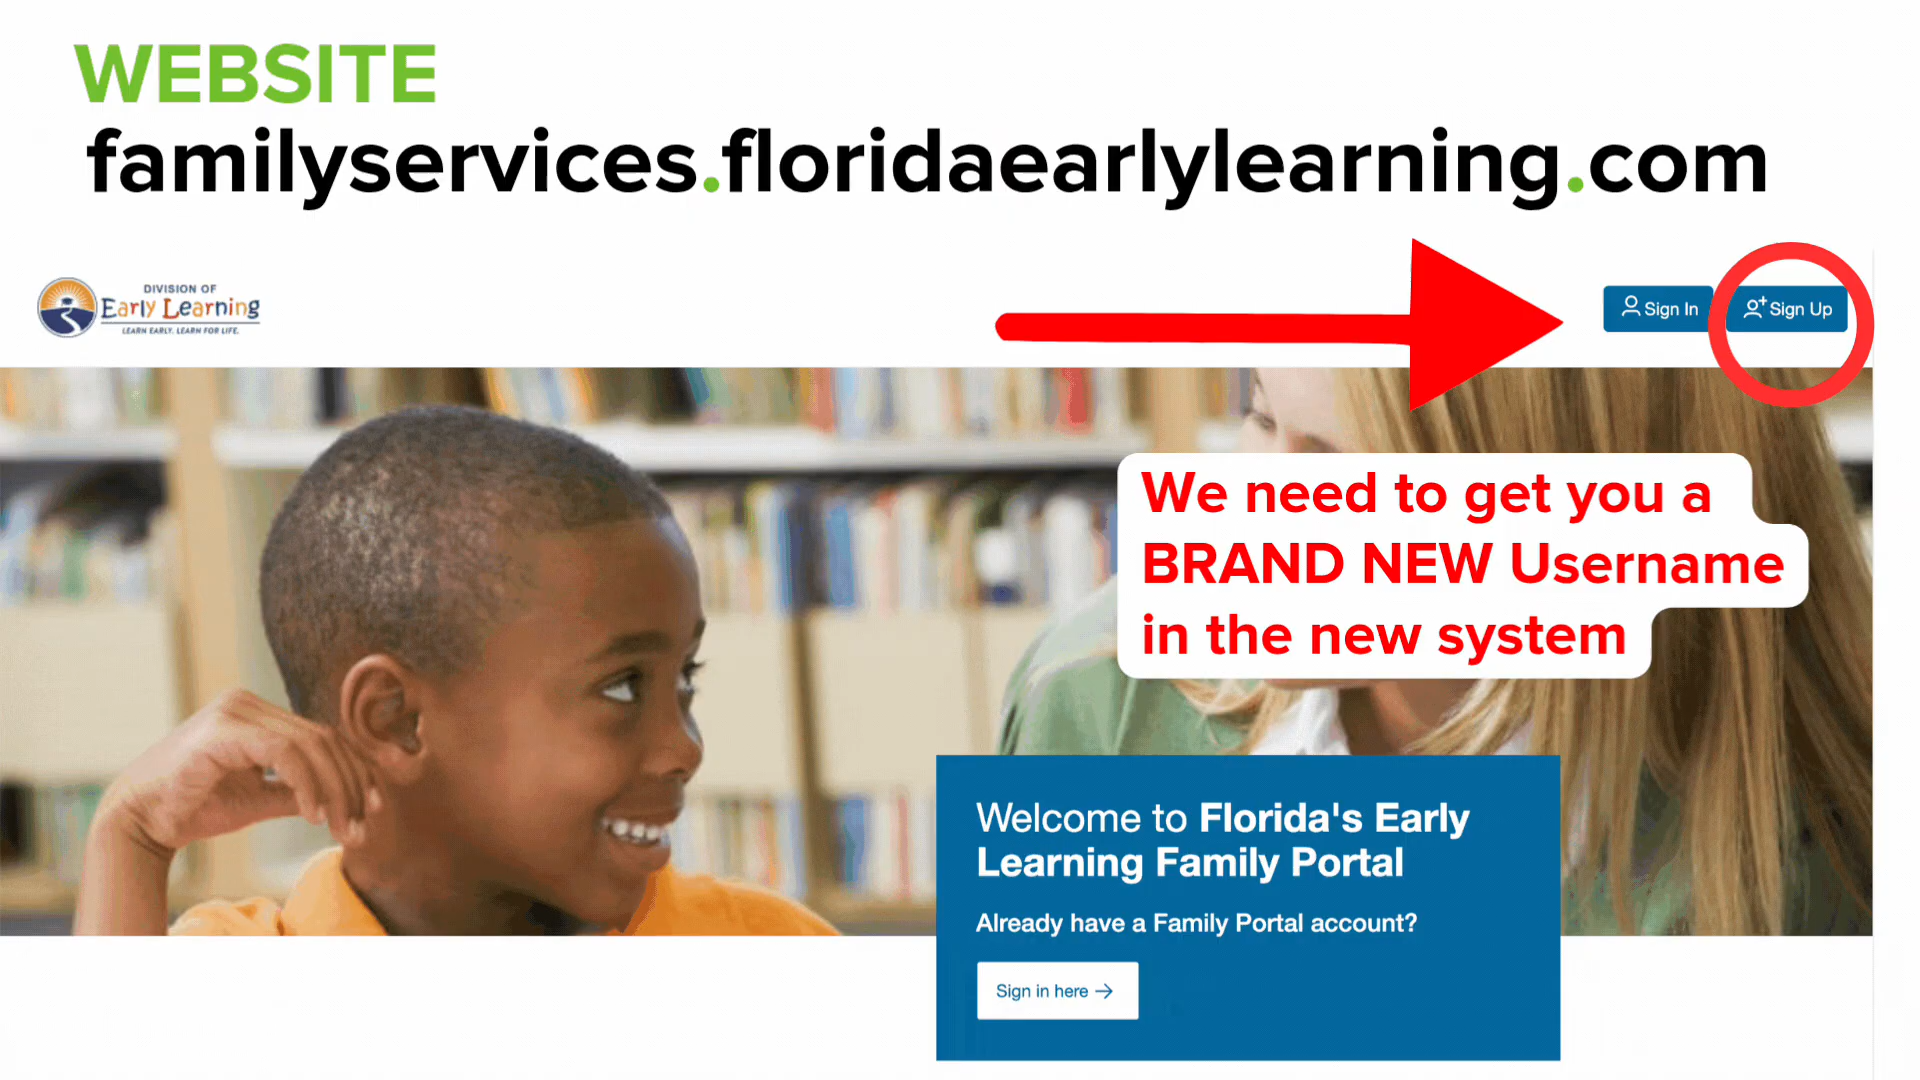 WEBSITE
familyservices.floridaearlylearning.com
DIVISION OF
Early Learning
LEARN EARLY. LEARN FOR LIFE.
Sign In
Sign Up
We need to get you a
BRAND NEW Username
in the new system
Welcome to Florida's Early
Learning Family Portal
Already have a Family Portal account?
Sign in here →